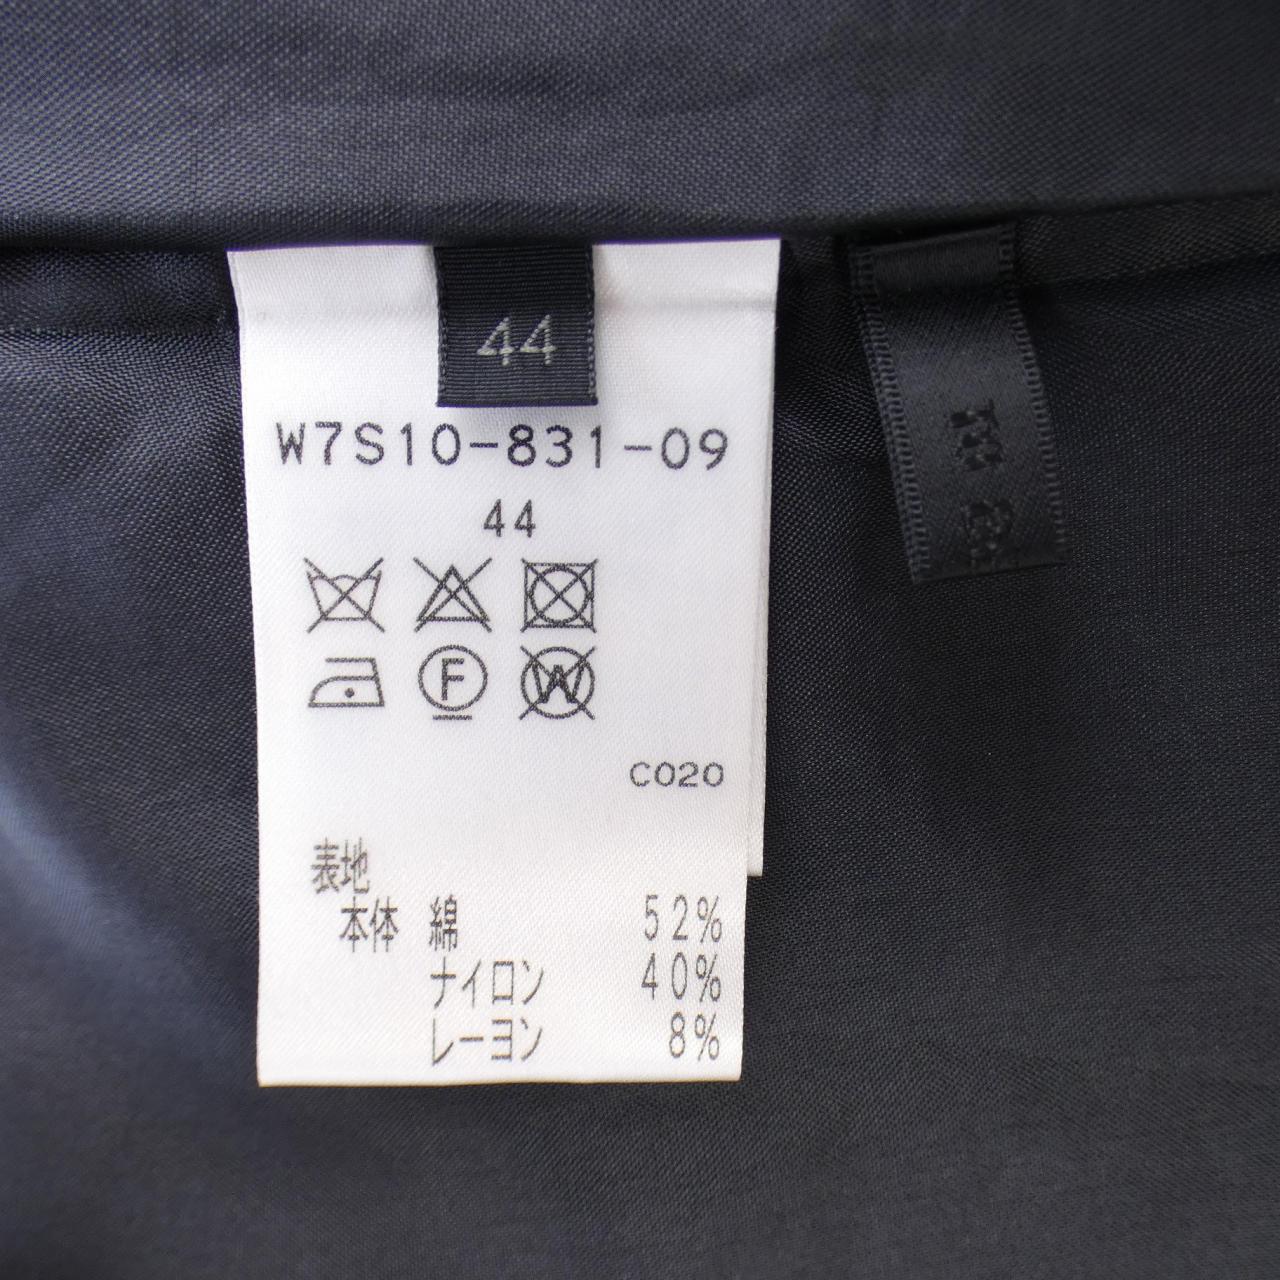 44
W7S10-831-09
44
F
W
C020
表地
本体 綿 52%
ナイロン 40%
レーヨン 8%